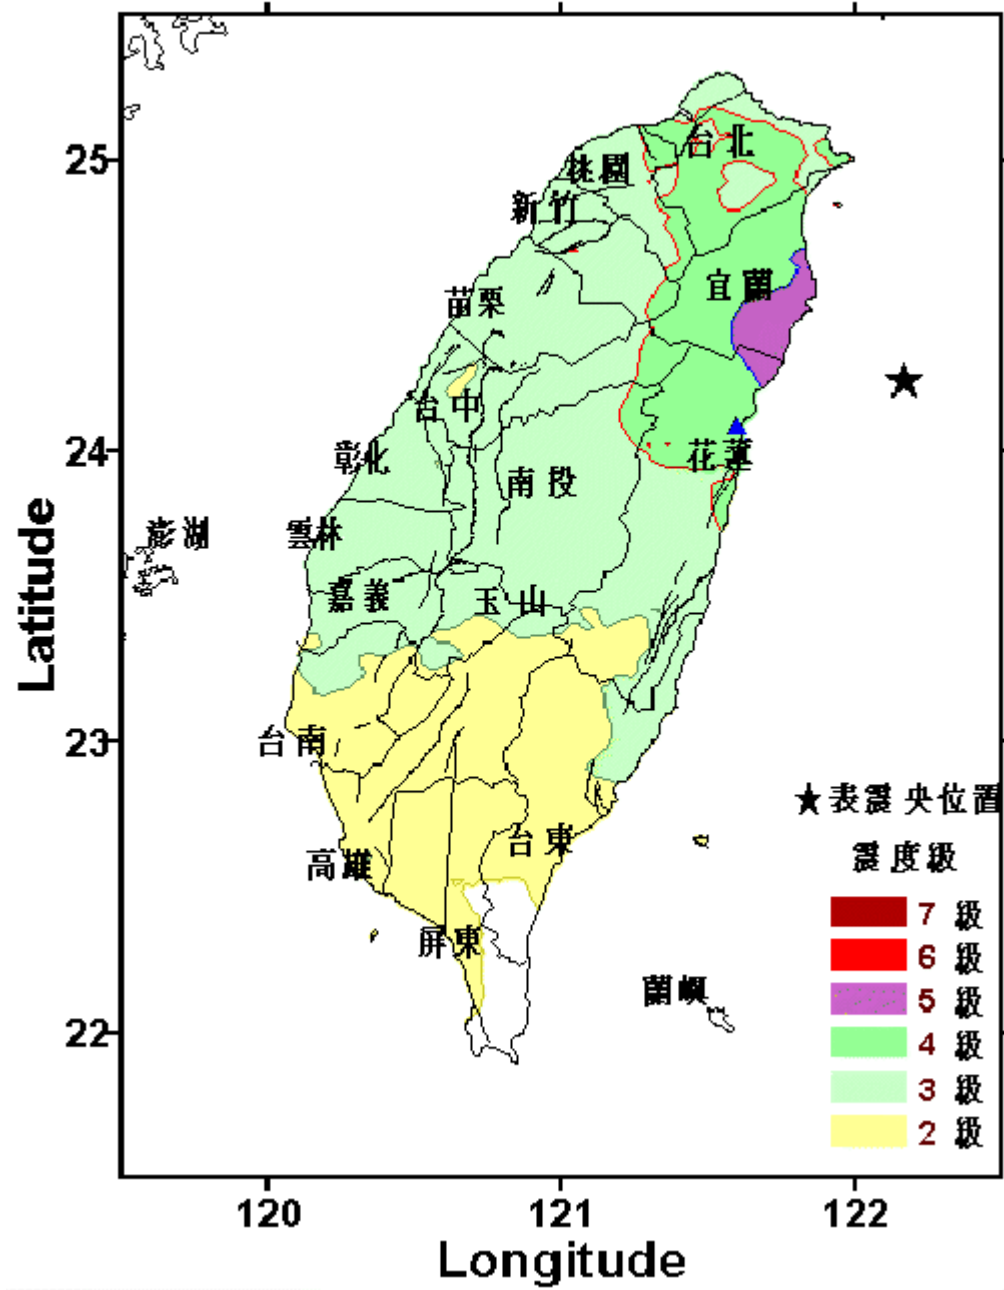 25
台北
桃園
新竹
宜蘭
苗栗
台中
24
彰化
花蓮
南投
澎湖
雲林
嘉義
玉山
Latitude
23
台南
★表震央位置
台東
震度級
高雄
7 級
屏東
6 級
蘭嶼
5 級
22
4 級
3 級
2 級
120
121
122
Longitude